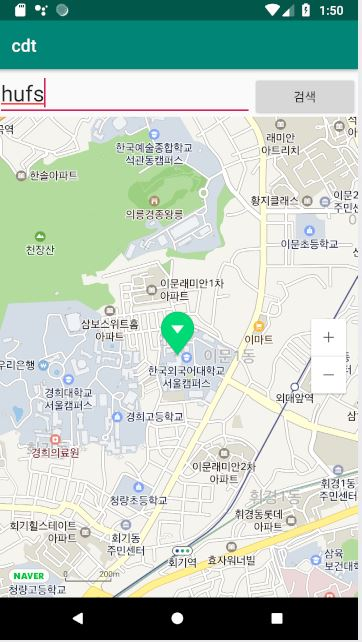 1:50
cdt
hufs
검색
한국예술종합학교
석관동캠퍼스
래미안
아트리치
한솔아파트
의릉경종왕릉
황지클래스
이문2
주민센
이문초등학교
천장산
이문래미안1차
아파트
삼보스위트홈
아파트
이마트
이문동
우리은행
한국외국어대학교
서울캠퍼스
경희대학교
서울캠퍼스
외대앞역
경희고등학교
경희의료원
이문래미안2차
아파트
청량초등학교
휘경1동
휘경1동
주민센터
휘경동롯데
아파트
회기힐스테이트
아파트
회기동
주민센터
회기역
효자위너빌
삼육
보건대
NAVER
200m
청량고등학교